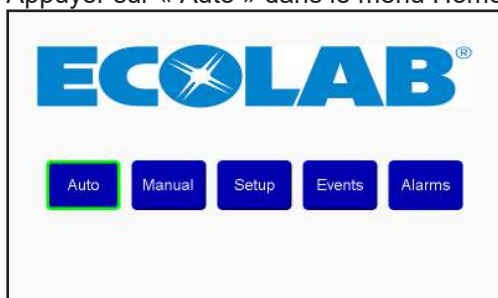 Appuyer sur « Auto » dans le menu Home
ECOLAB®
Auto Manual Setup Events Alarms